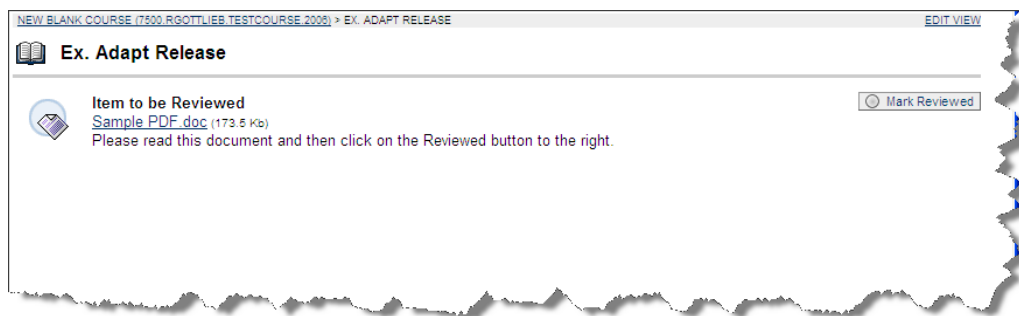 NEW BLANK COURSE (7500.RGOTTLIEB.TESTCOURSE.2006) > EX. ADAPT RELEASE EDIT VIEW
Ex. Adapt Release
Item to be Reviewed Mark Reviewed
Sample PDF.doc (173.5 Kb)
Please read this document and then click on the Reviewed button to the right.